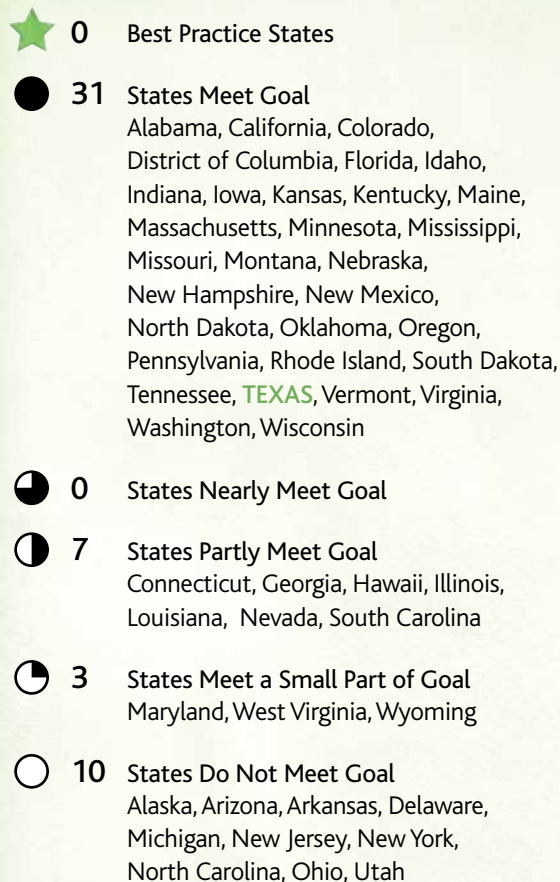 0 Best Practice States
31 States Meet Goal
Alabama, California, Colorado,
District of Columbia, Florida, Idaho,
Indiana, Iowa, Kansas, Kentucky, Maine,
Massachusetts, Minnesota, Mississippi,
Missouri, Montana, Nebraska,
New Hampshire, New Mexico,
North Dakota, Oklahoma, Oregon,
Pennsylvania, Rhode Island, South Dakota,
Tennessee, TEXAS, Vermont, Virginia,
Washington, Wisconsin
0 States Nearly Meet Goal
7 States Partly Meet Goal
Connecticut, Georgia, Hawaii, Illinois,
Louisiana, Nevada, South Carolina
3 States Meet a Small Part of Goal
Maryland, West Virginia, Wyoming
10 States Do Not Meet Goal
Alaska, Arizona, Arkansas, Delaware,
Michigan, New Jersey, New York,
North Carolina, Ohio, Utah